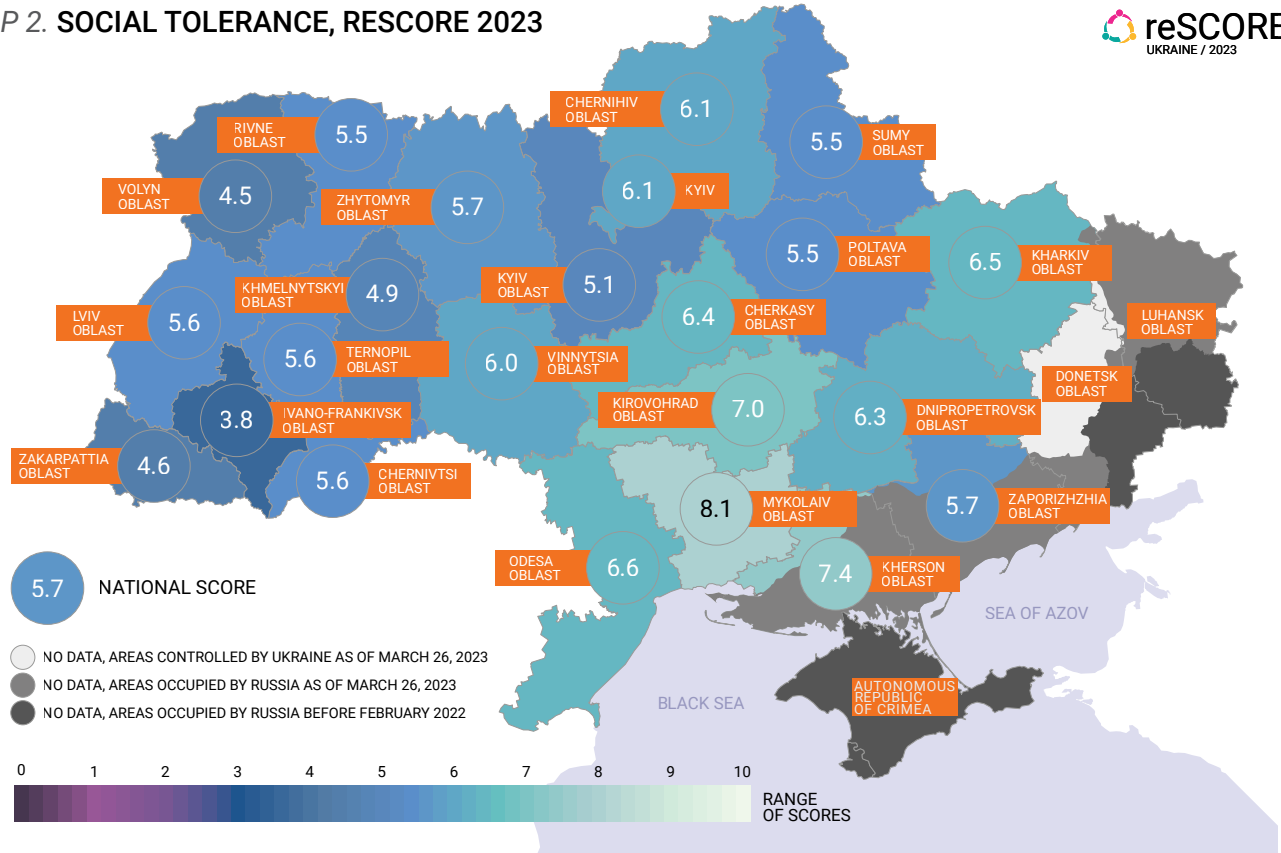 P 2. SOCIAL TOLERANCE, RESCORE 2023
reSCORE
UKRAINE / 2023
CHERNIHIV
OBLAST
6.1
RIVNE
OBLAST
5.5
5.5
SUMY
OBLAST
VOLYN
OBLAST
4.5
ZHYTOMYR
OBLAST
5.7
6.1
KYIV
5.5
POLTAVA
OBLAST
6.5
KHARKIV
OBLAST
KHMELNYTSKYI
OBLAST
4.9
KYIV
OBLAST
5.1
LVIV
OBLAST
5.6
6.4
CHERKASY
OBLAST
LUHANSK
OBLAST
5.6
TERNOPIL
OBLAST
6.0
VINNYTSIA
OBLAST
DONETSK
OBLAST
3.8
IVANO-FRANKIVSK
OBLAST
KIROVOHRAD
OBLAST
7.0
6.3
DNIPROPETROVSK
OBLAST
ZAKARPATTIA
OBLAST
4.6
5.6
CHERNIVTSI
OBLAST
8.1
MYKOLAIV
OBLAST
5.7
ZAPORIZHZHIA
OBLAST
ODESA
OBLAST
6.6
7.4
KHERSON
OBLAST
5.7
NATIONAL SCORE
SEA OF AZOV
NO DATA, AREAS CONTROLLED BY UKRAINE AS OF MARCH 26, 2023
NO DATA, AREAS OCCUPIED BY RUSSIA AS OF MARCH 26, 2023
NO DATA, AREAS OCCUPIED BY RUSSIA BEFORE FEBRUARY 2022
BLACK SEA
AUTONOMOUS
REPUBLIC
OF CRIMEA
0 1 2 3 4 5 6 7 8 9 10
RANGE
OF SCORES